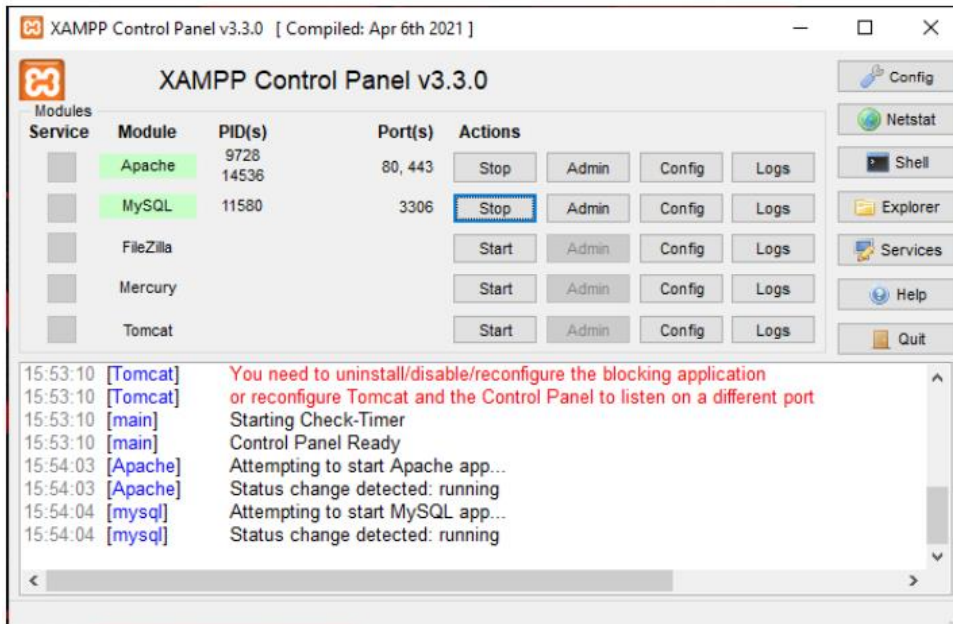 XAMPP Control Panel v3.3.0 [ Compiled: Apr 6th 2021 ]
XAMPP Control Panel v3.3.0
Config
Modules
Netstat
Service Module PID(s) Port(s) Actions
Apache 9728 14536 80, 443 Stop Admin Config Logs
Shell
MySQL 11580 3306 Stop Admin Config Logs
Explorer
FileZilla Start Admin Config Logs
Services
Mercury Start Admin Config Logs
Help
Tomcat Start Admin Config Logs
Quit
15:53:10 [Tomcat] You need to uninstall/disable/reconfigure the blocking application
15:53:10 [Tomcat] or reconfigure Tomcat and the Control Panel to listen on a different port
15:53:10 [main] Starting Check-Timer
15:53:10 [main] Control Panel Ready
15:54:03 [Apache] Attempting to start Apache app...
15:54:03 [Apache] Status change detected: running
15:54:04 [mysql] Attempting to start MySQL app...
15:54:04 [mysql] Status change detected: running